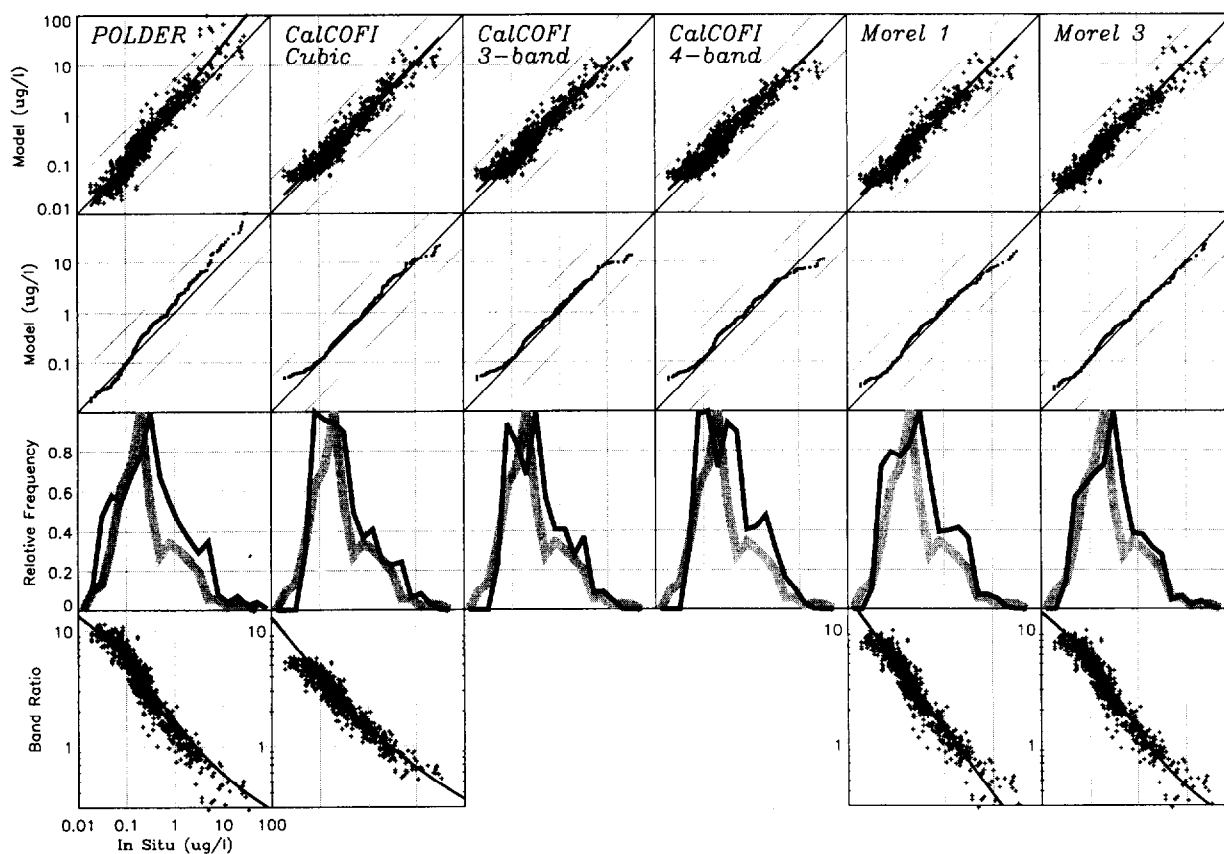 POLDER
CalCOFI
Cubic
CalCOFI
3-band
CalCOFI
4-band
Morel 1
Morel 3
100
10
1
0.1
0.01
Model (ug/l)
10
1
0.1
Model (ug/l)
0.8
0.6
0.4
0.2
0
Relative Frequency
10
10
10
10
1
1
1
1
Band Ratio
0.01
0.1
1
10
100
In Situ (ug/l)